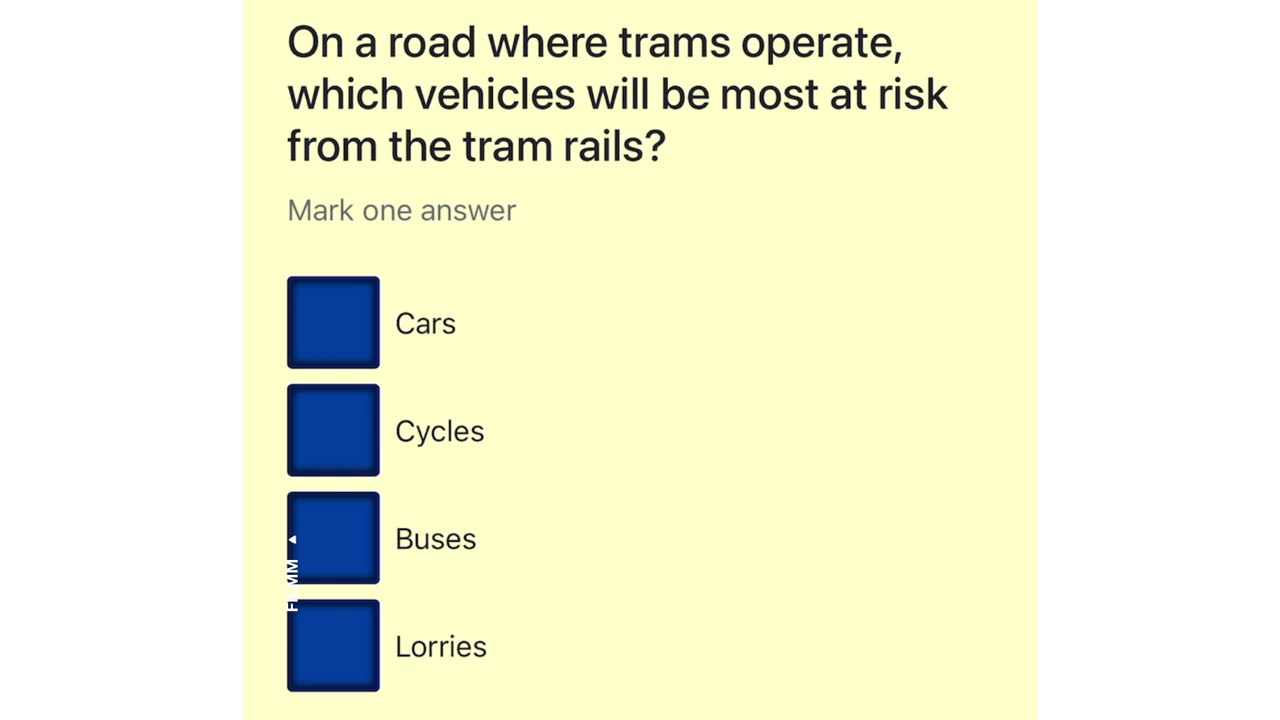 On a road where trams operate,
which vehicles will be most at risk
from the tram rails?
Mark one answer
Cars
Cycles
Buses
Lorries